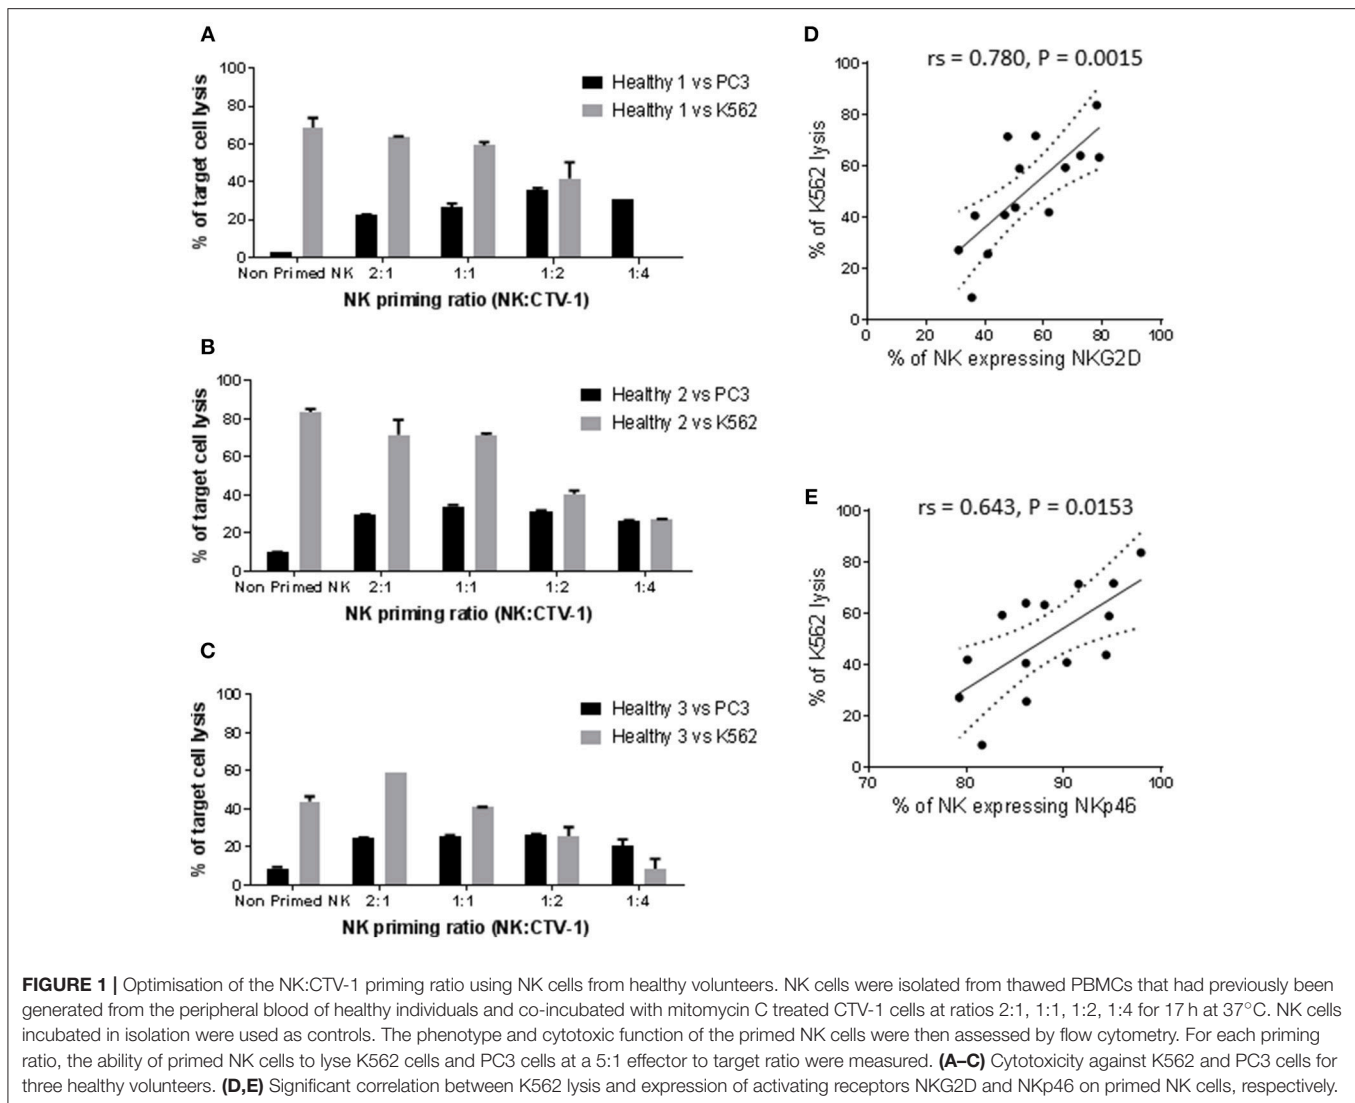 A
100
80
60
40
20
0
% of target cell lysis
Healthy 1 vs PC3
Healthy 1 vs K562
Non Primed NK 2:1 1:1 1:2 1:4
NK priming ratio (NK:CTV-1)
B
100
80
60
40
20
0
% of target cell lysis
Healthy 2 vs PC3
Healthy 2 vs K562
Non Primed NK 2:1 1:1 1:2 1:4
NK priming ratio (NK:CTV-1)
C
100
80
60
40
20
0
% of target cell lysis
Healthy 3 vs PC3
Healthy 3 vs K562
Non Primed NK 2:1 1:1 1:2 1:4
NK priming ratio (NK:CTV-1)
D
rs = 0.780, P = 0.0015
100
80
60
40
20
0
% of K562 lysis
0 20 40 60 80 100
% of NK expressing NKG2D
E
rs = 0.643, P = 0.0153
100
80
60
40
20
0
% of K562 lysis
70 80 90 100
% of NK expressing NKp46
FIGURE 1 | Optimisation of the NK:CTV-1 priming ratio using NK cells from healthy volunteers. NK cells were isolated from thawed PBMCs that had previously been
generated from the peripheral blood of healthy individuals and co-incubated with mitomycin C treated CTV-1 cells at ratios 2:1, 1:1, 1:2, 1:4 for 17 h at 37°C. NK cells
incubated in isolation were used as controls. The phenotype and cytotoxic function of the primed NK cells were then assessed by flow cytometry. For each priming
ratio, the ability of primed NK cells to lyse K562 cells and PC3 cells at a 5:1 effector to target ratio were measured. (A–C) Cytotoxicity against K562 and PC3 cells for
three healthy volunteers. (D,E) Significant correlation between K562 lysis and expression of activating receptors NKG2D and NKp46 on primed NK cells, respectively.